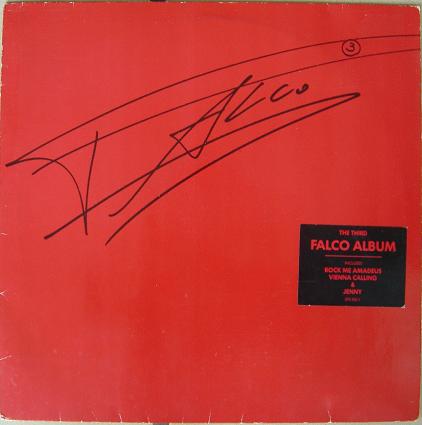 3
FALCO
THE THIRD
FALCO ALBUM
INCLUDES
ROCK ME AMADEUS
VIENNA CALLING
&
JENNY